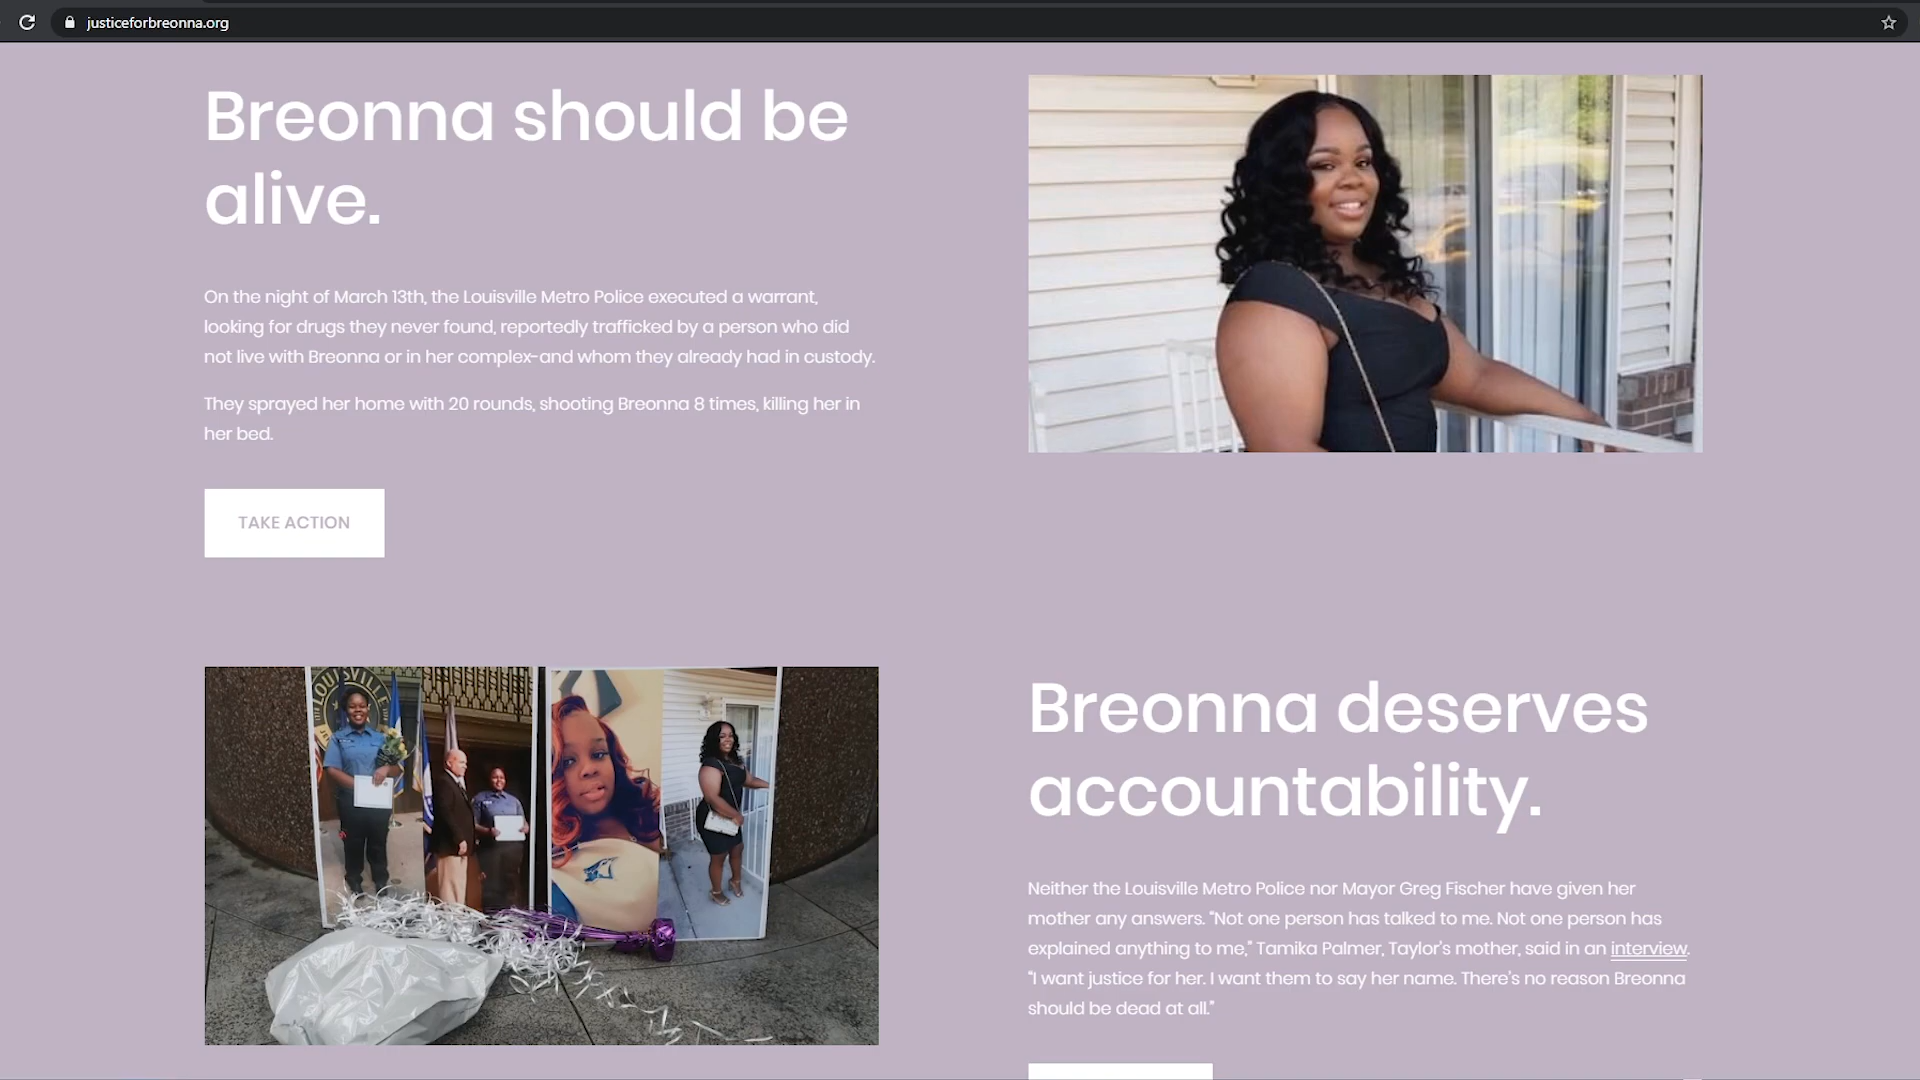 justiceforbreonna.org
Breonna should be
alive.
On the night of March 13th, the Louisville Metro Police executed a warrant,
looking for drugs they never found, reportedly trafficked by a person who did
not live with Breonna or in her complex-and whom they already had in custody.
They sprayed her home with 20 rounds, shooting Breonna 8 times, killing her in
her bed.
TAKE ACTION
LOUISVILLE
Breonna deserves
accountability.
Neither the Louisville Metro Police nor Mayor Greg Fischer have given her
mother any answers. "Not one person has talked to me. Not one person has
explained anything to me," Tamika Palmer, Taylor's mother, said in an interview.
"I want justice for her. I want them to say her name. There's no reason Breonna
should be dead at all."